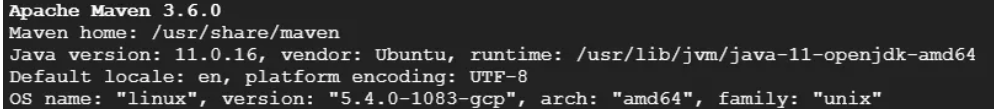 Apache Maven 3.6.0
Maven home: /usr/share/maven
Java version: 11.0.16, vendor: Ubuntu, runtime: /usr/lib/jvm/java-11-openjdk-amd64
Default locale: en, platform encoding: UTF-8
OS name: "linux", version: "5.4.0-1083-gcp", arch: "amd64", family: "unix"